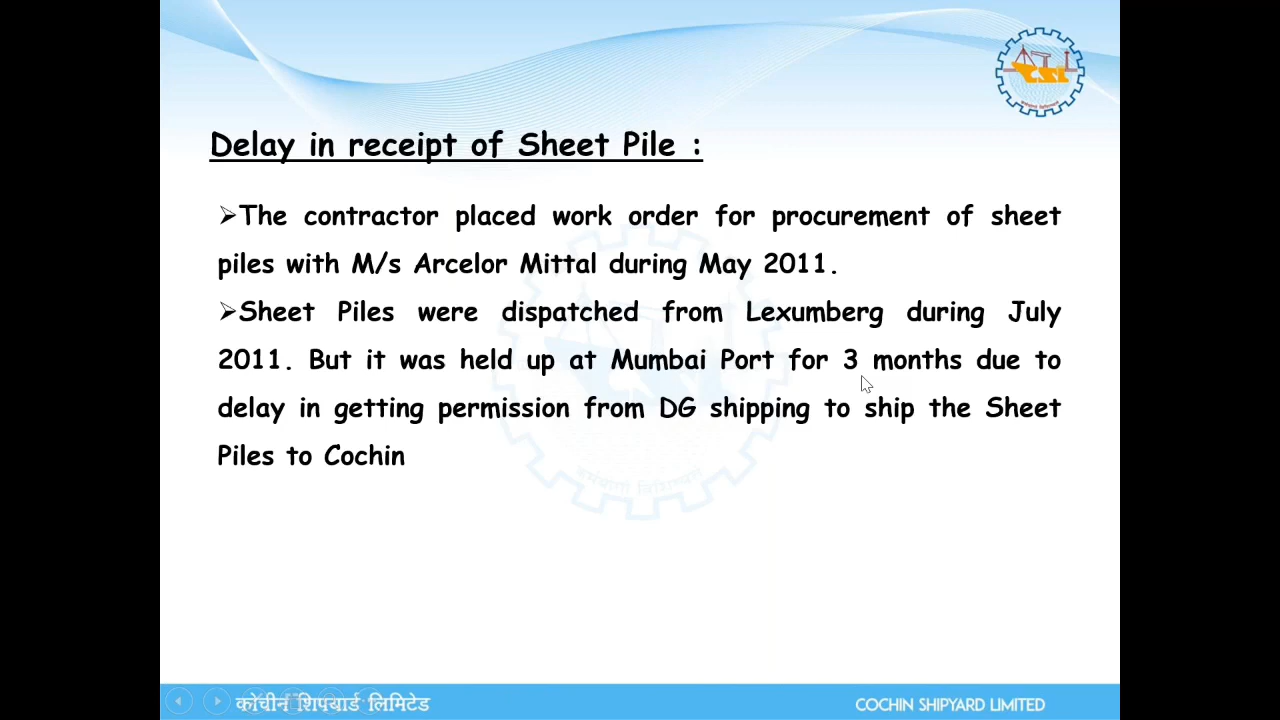 CSL
Delay in receipt of Sheet Pile :
➢The contractor placed work order for procurement of sheet
piles with M/s Arcelor Mittal during May 2011.
➢Sheet Piles were dispatched from Lexumberg during July
2011. But it was held up at Mumbai Port for 3 months due to
delay in getting permission from DG shipping to ship the Sheet
Piles to Cochin
कोचीन शिपयार्ड लिमिटेड
COCHIN SHIPYARD LIMITED